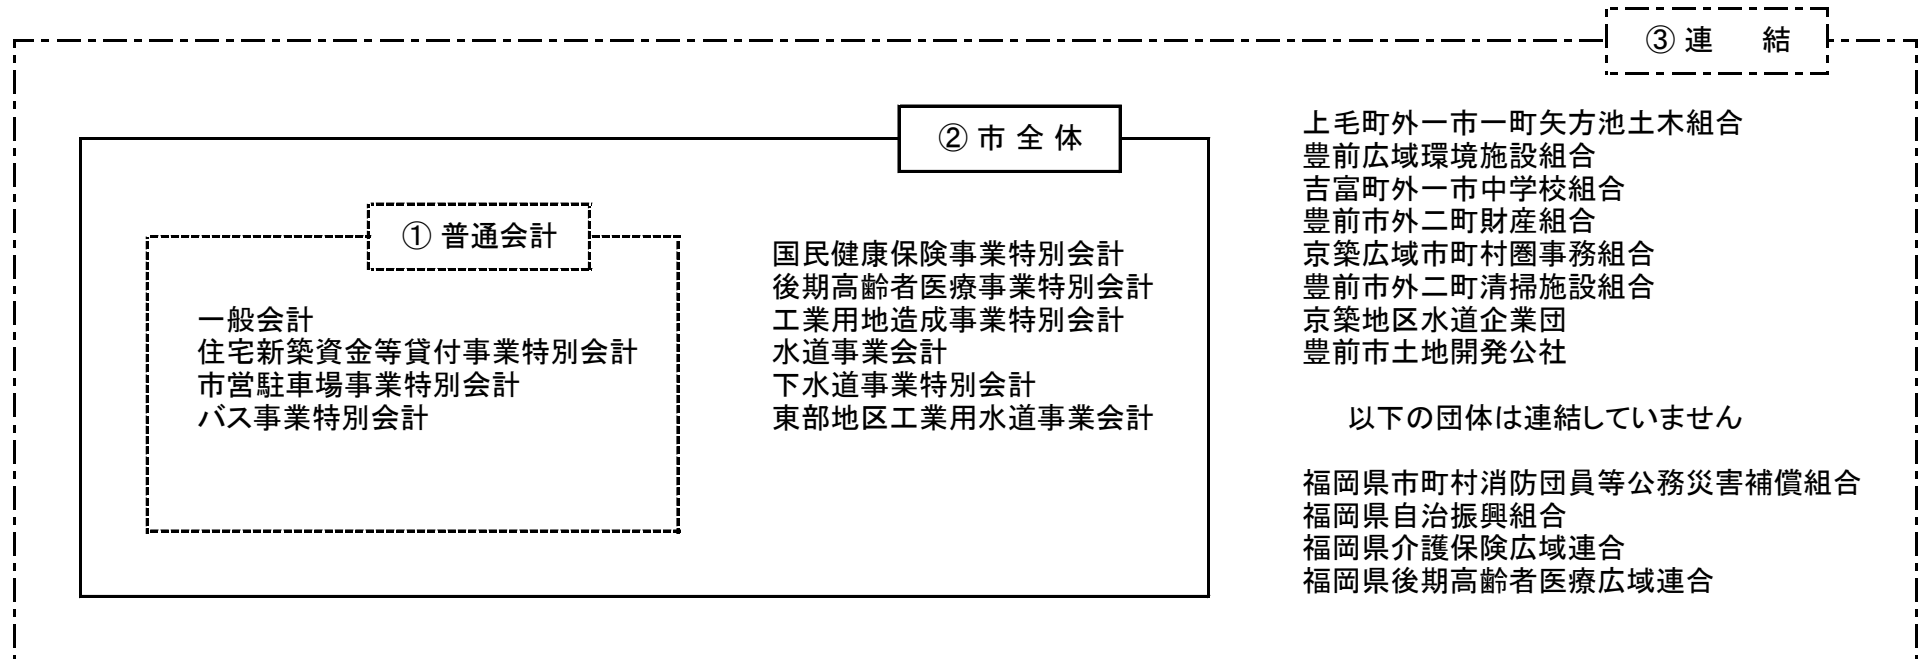 ③連　結
②市全体
①普通会計
一般会計
住宅新築資金等貸付事業特別会計
市営駐車場事業特別会計
バス事業特別会計
国民健康保険事業特別会計
後期高齢者医療事業特別会計
工業用地造成事業特別会計
水道事業会計
下水道事業特別会計
東部地区工業用水道事業会計
上毛町外一市一町矢方池土木組合
豊前広域環境施設組合
吉富町外一市中学校組合
豊前市外二町財産組合
京築広域市町村圏事務組合
豊前市外二町清掃施設組合
京築地区水道企業団
豊前市土地開発公社
以下の団体は連結していません
福岡県市町村消防団員等公務災害補償組合
福岡県自治振興組合
福岡県介護保険広域連合
福岡県後期高齢者医療広域連合